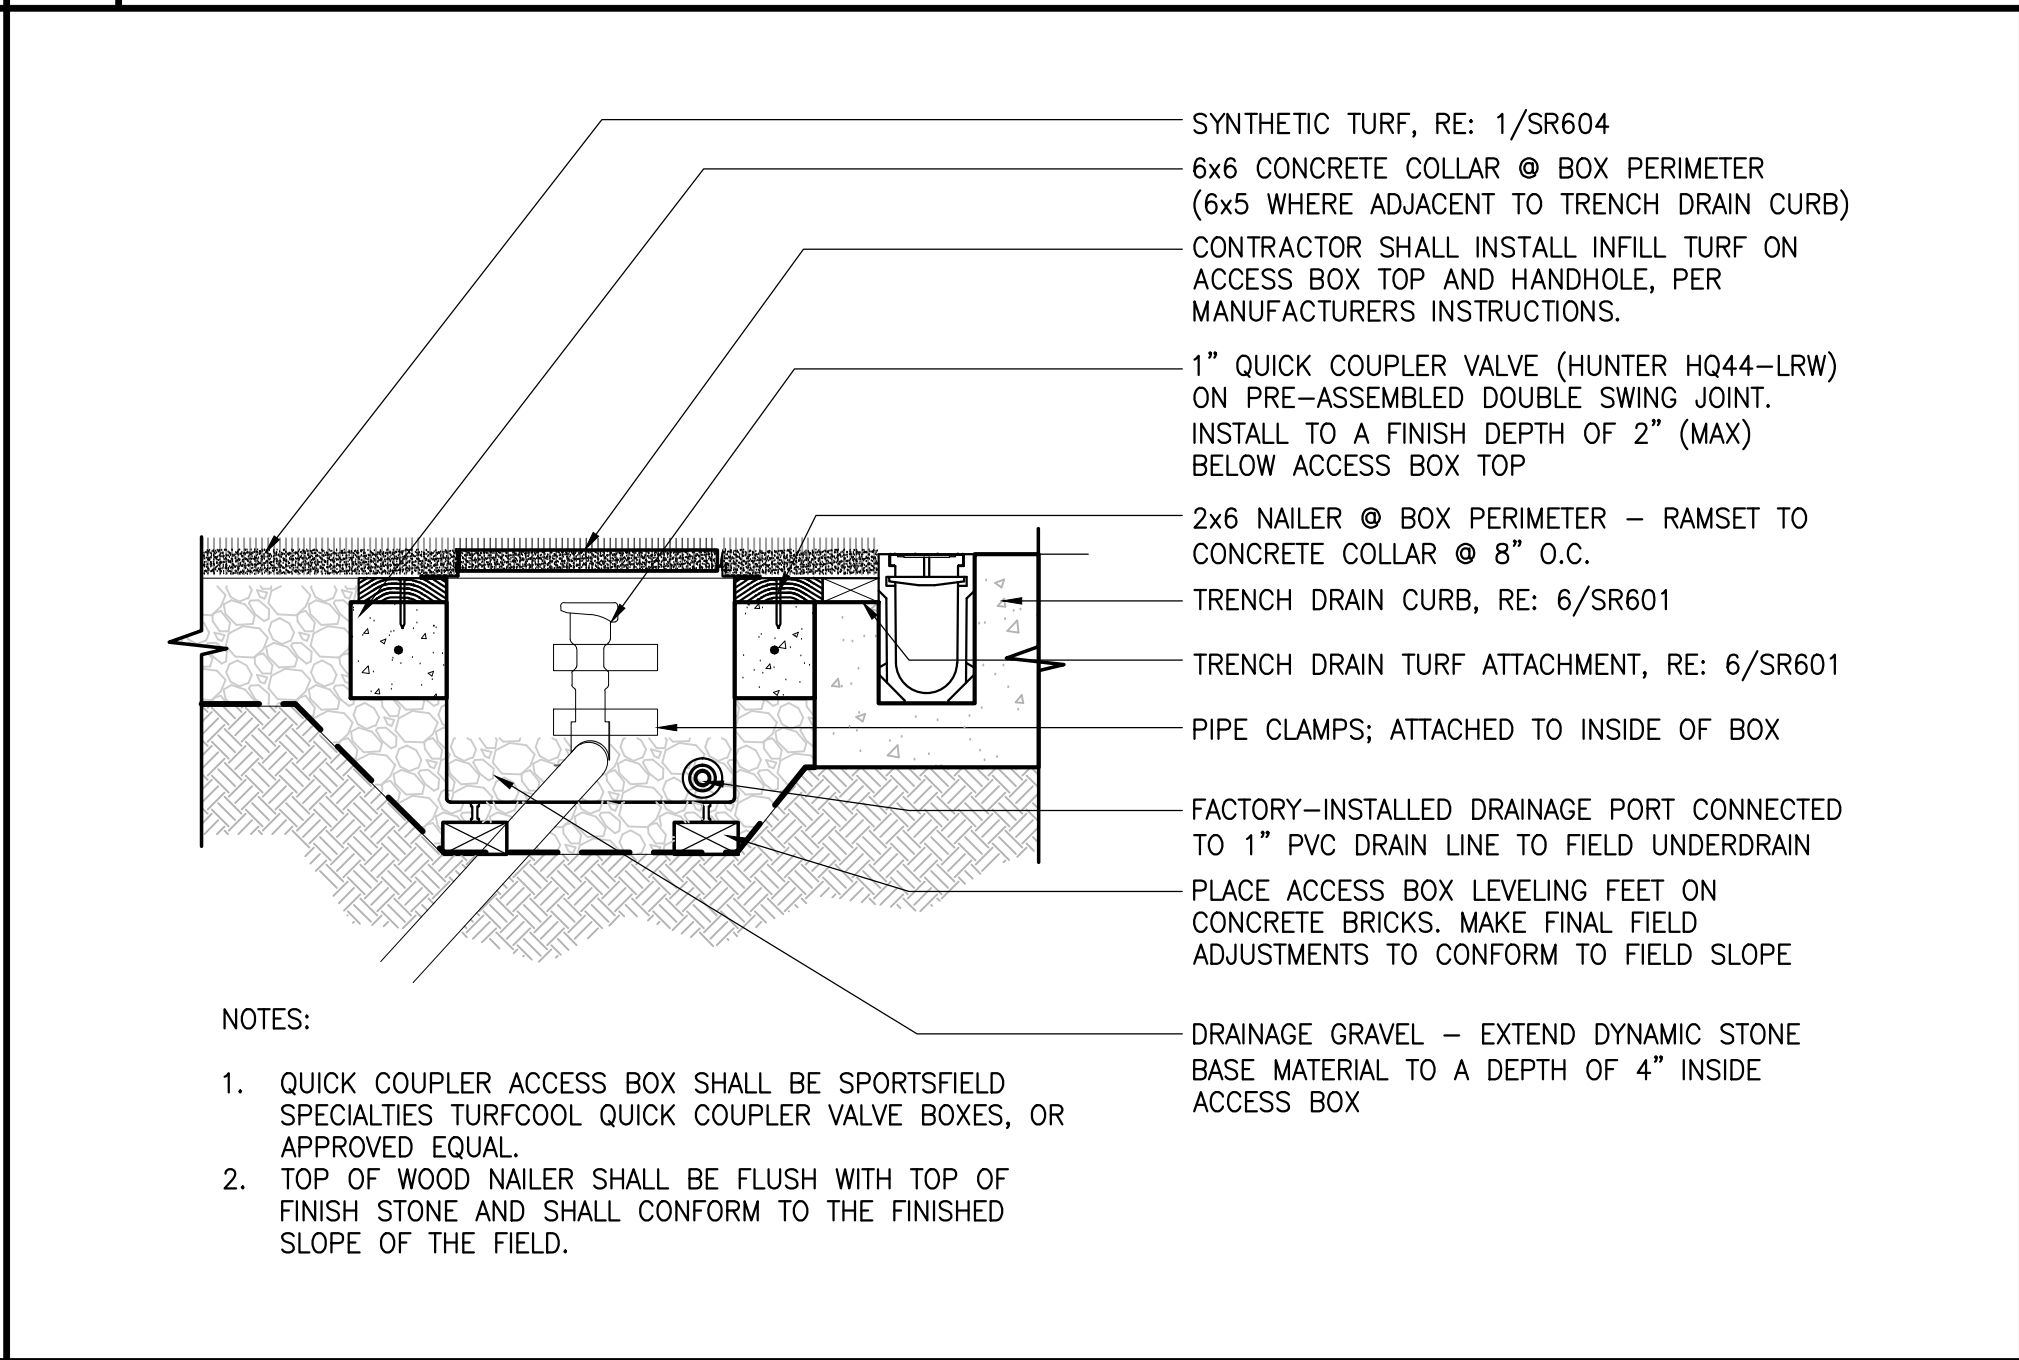 SYNTHETIC TURF, RE: 1/SR604
6x6 CONCRETE COLLAR @ BOX PERIMETER
(6x5 WHERE ADJACENT TO TRENCH DRAIN CURB)
CONTRACTOR SHALL INSTALL INFILL TURF ON
ACCESS BOX TOP AND HANDHOLE, PER
MANUFACTURERS INSTRUCTIONS.
1" QUICK COUPLER VALVE (HUNTER HQ44-LRW)
ON PRE-ASSEMBLED DOUBLE SWING JOINT.
INSTALL TO A FINISH DEPTH OF 2" (MAX)
BELOW ACCESS BOX TOP
2x6 NAILER @ BOX PERIMETER - RAMSET TO
CONCRETE COLLAR @ 8" O.C.
TRENCH DRAIN CURB, RE: 6/SR601
TRENCH DRAIN TURF ATTACHMENT, RE: 6/SR601
PIPE CLAMPS; ATTACHED TO INSIDE OF BOX
FACTORY-INSTALLED DRAINAGE PORT CONNECTED
TO 1" PVC DRAIN LINE TO FIELD UNDERDRAIN
PLACE ACCESS BOX LEVELING FEET ON
CONCRETE BRICKS. MAKE FINAL FIELD
ADJUSTMENTS TO CONFORM TO FIELD SLOPE
DRAINAGE GRAVEL - EXTEND DYNAMIC STONE
BASE MATERIAL TO A DEPTH OF 4" INSIDE
ACCESS BOX
NOTES:
1. QUICK COUPLER ACCESS BOX SHALL BE SPORTSFIELD
SPECIALTIES TURFCOOL QUICK COUPLER VALVE BOXES, OR
APPROVED EQUAL.
2. TOP OF WOOD NAILER SHALL BE FLUSH WITH TOP OF
FINISH STONE AND SHALL CONFORM TO THE FINISHED
SLOPE OF THE FIELD.